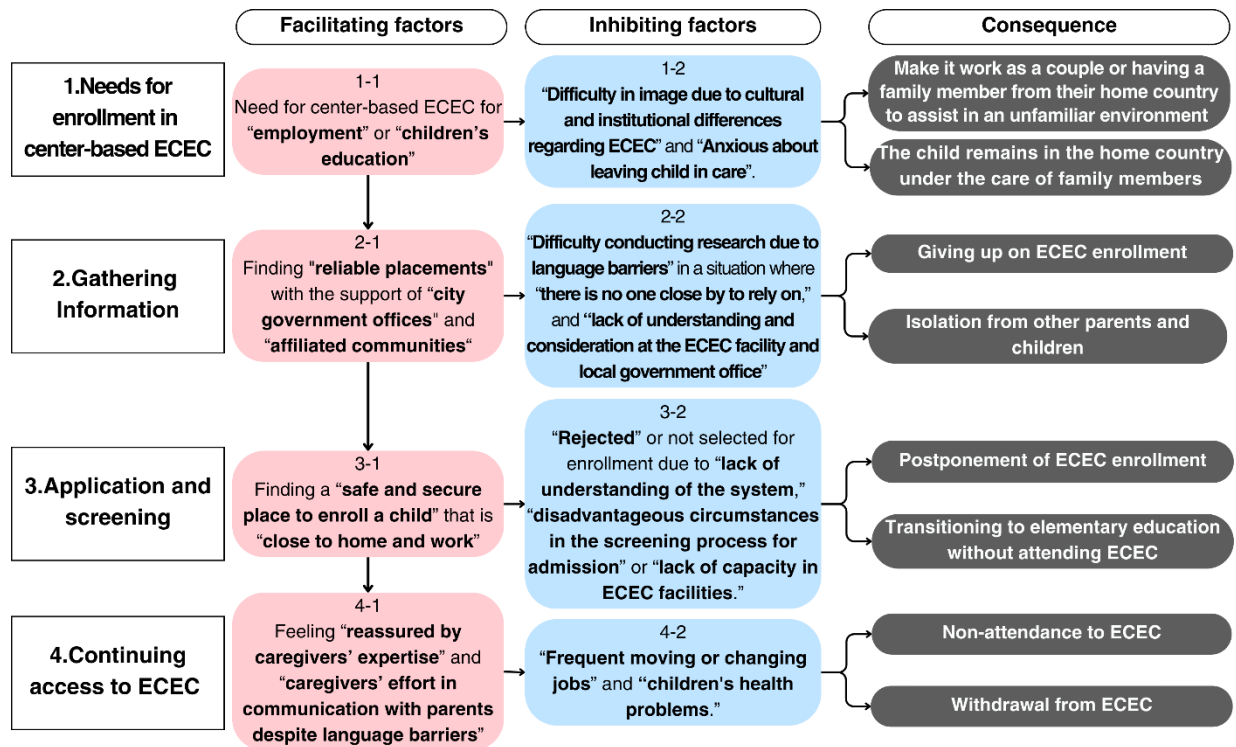 Facilitating factors
Inhibiting factors
Consequence
1.Needs for
enrollment in
center-based ECEC
1-1
Need for center-based ECEC for
“employment” or “children’s
education”
1-2
“Difficulty in image due to cultural
and institutional differences
regarding ECEC” and “Anxious about
leaving child in care”.
Make it work as a couple or having a
family member from their home country
to assist in an unfamiliar environment
The child remains in the home country
under the care of family members
2.Gathering
Information
2-1
Finding "reliable placements"
with the support of “city
government offices" and
“affiliated communities“
2-2
“Difficulty conducting research due to
language barriers” in a situation where
“there is no one close by to rely on,”
and “lack of understanding and
consideration at the ECEC facility and
local government office”
Giving up on ECEC enrollment
Isolation from other parents and
children
3.Application and
screening
3-1
Finding a “safe and secure
place to enroll a child” that is
“close to home and work”
3-2
“Rejected” or not selected for
enrollment due to “lack of
understanding of the system,”
“disadvantageous circumstances
in the screening process for
admission” or “lack of capacity in
ECEC facilities.”
Postponement of ECEC enrollment
Transitioning to elementary education
without attending ECEC
4.Continuing
access to ECEC
4-1
Feeling “reassured by
caregivers’ expertise” and
“caregivers’ effort in
communication with parents
despite language barriers”
4-2
“Frequent moving or changing
jobs” and “children's health
problems.”
Non-attendance to ECEC
Withdrawal from ECEC